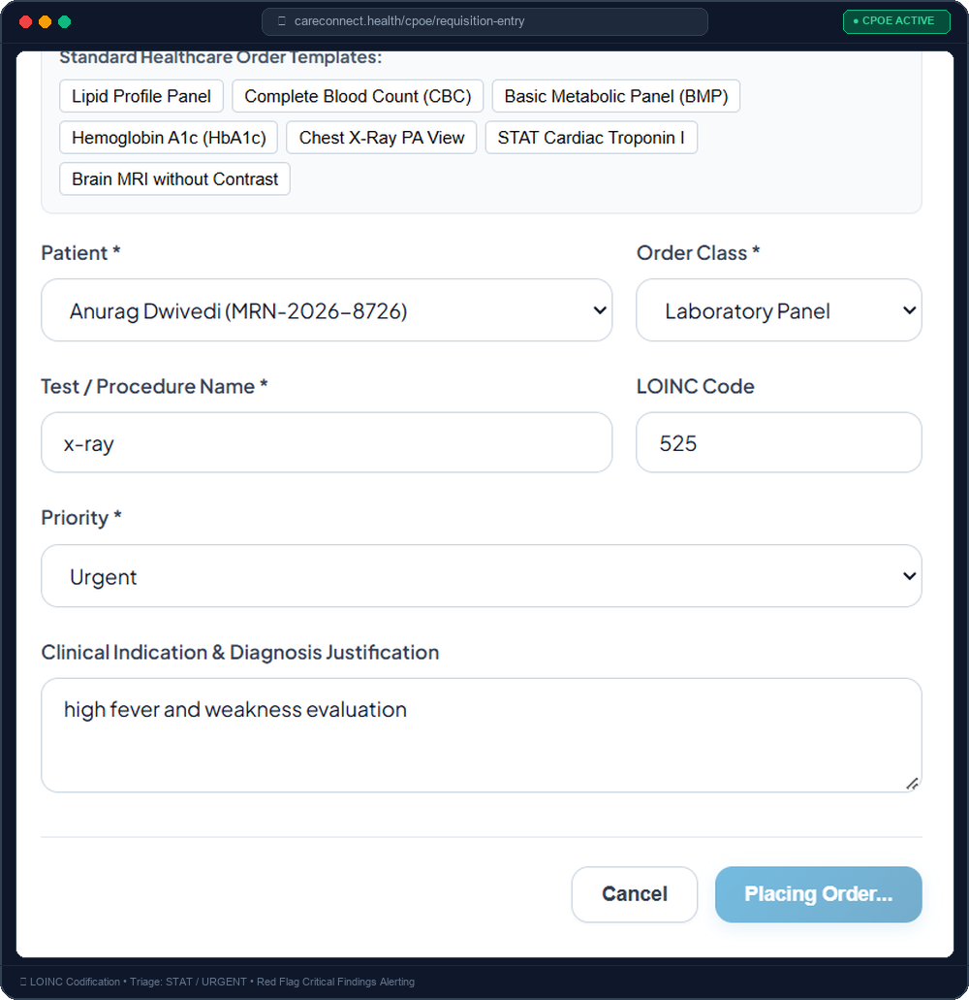 careconnect.health/cpoe/requisition-entry
• CPOE ACTIVE
Standard Healthcare Order Templates:
Lipid Profile Panel
Complete Blood Count (CBC)
Basic Metabolic Panel (BMP)
Hemoglobin A1c (HbA1c)
Chest X-Ray PA View
STAT Cardiac Troponin I
Brain MRI without Contrast
Patient *
Order Class *
Anurag Dwivedi (MRN-2026-8726)
Laboratory Panel
Test / Procedure Name *
LOINC Code
x-ray
525
Priority *
Urgent
Clinical Indication & Diagnosis Justification
high fever and weakness evaluation
Cancel
Placing Order...
LOINC Codification • Triage: STAT / URGENT • Red Flag Critical Findings Alerting